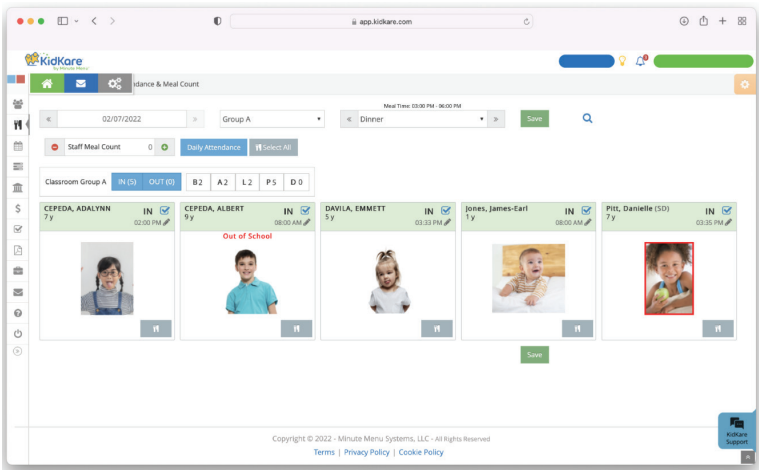 app.kidkare.com
KidKare
by Minute Menu
dance & Meal Count
Meal Time: 03:00 PM - 06:00 PM
« 02/07/2022 » Group A « Dinner » Save
Staff Meal Count 0 Daily Attendance Select All
Classroom Group A IN (5) OUT (0) B 2 A 2 L 2 P 5 D 0
CEPEDA, ADALYNN IN
7 y
02:00 PM
CEPEDA, ALBERT IN
9 y
08:00 AM
Out of School
DAVILA, EMMETT IN
5 y
03:33 PM
Jones, James-Earl IN
1 y
08:00 AM
Pitt, Danielle (SD) IN
7 y
03:35 PM
Save
KidKare
Support
Copyright © 2022 - Minute Menu Systems, LLC - All Rights Reserved
Terms | Privacy Policy | Cookie Policy